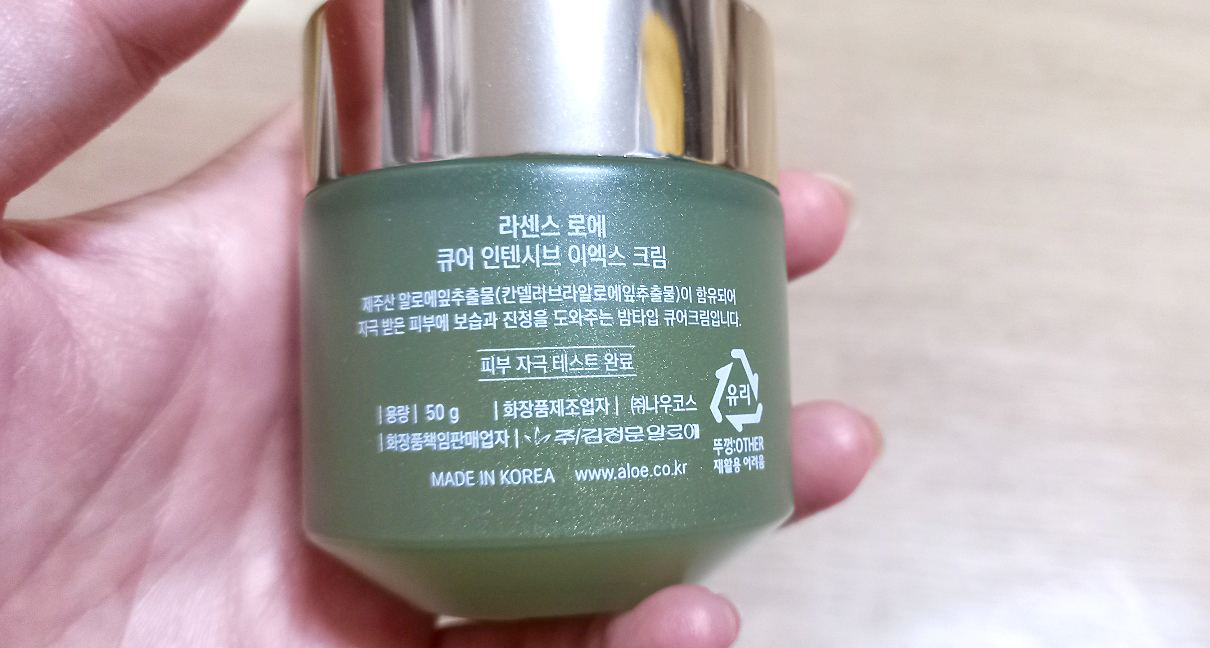 라센스 로에
큐어 인텐시브 이엑스 크림
제주산 알로에잎추출물(칸델라브라알로에잎추출물)이 함유되어
자극 받은 피부에 보습과 진정을 도와주는 밤타입 큐어크림입니다.
피부 자극 테스트 완료
|용량| 50 g |화장품제조업자| ㈜나우코스
|화장품책임판매업자| 주/김정문알로에
MADE IN KOREA www.aloe.co.kr
유리
뚜껑:OTHER
재활용 어려움